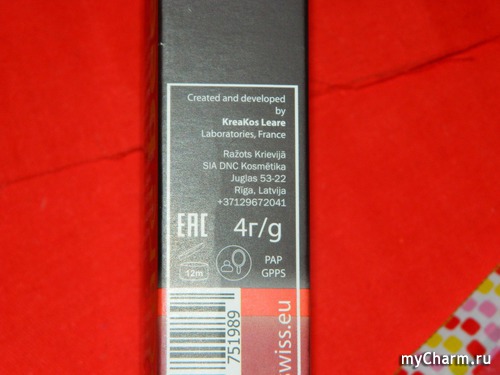 Created and developed
by
KreaKos Leare
Laboratories, France
Ražots Krievijā
SIA DNC Kosmētika
Juglas 53-22
Rīga, Latvija
+37129672041
EAC 4г/g
12m PAP
GPPS
751989
wiss.eu
myCharm.ru